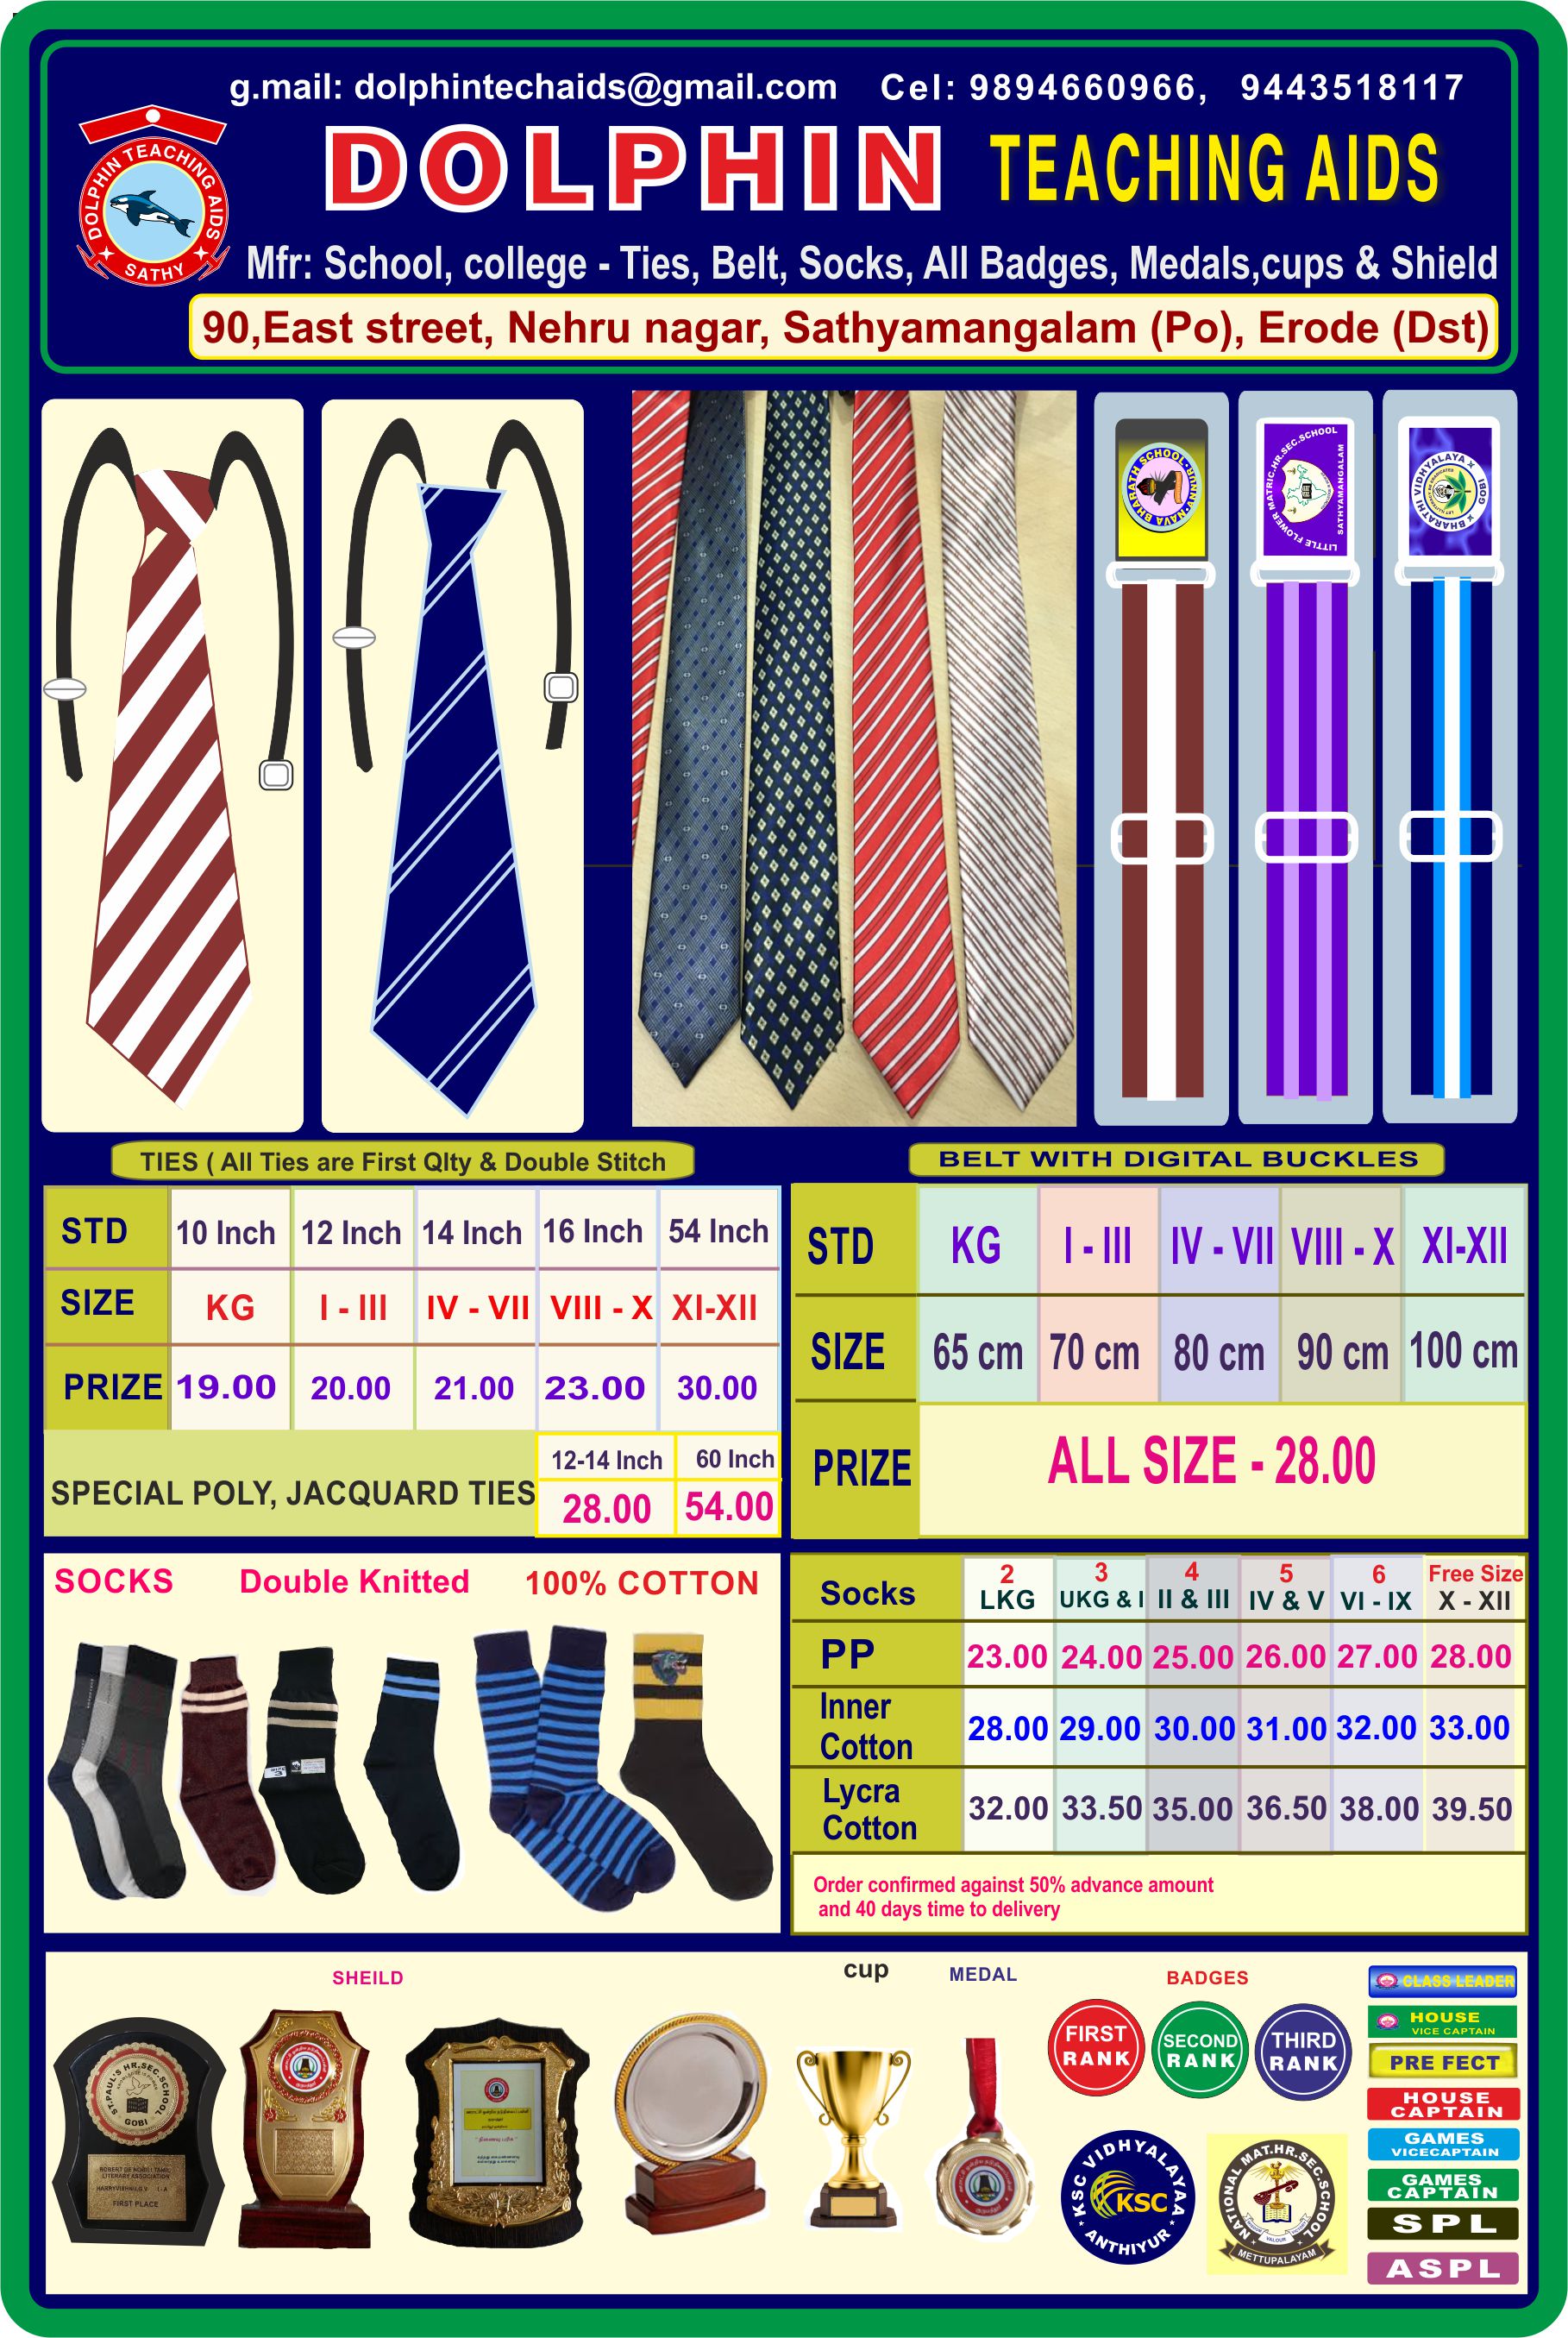 g.mail: dolphintechaids@gmail.com Cel: 9894660966, 9443518117
DOLPHIN TEACHING AIDS
DOLPHIN TEACHING AIDS
SATHY
Mfr: School, college - Ties, Belt, Socks, All Badges, Medals,cups & Shield
90,East street, Nehru nagar, Sathyamangalam (Po), Erode (Dst)
NAVA BHARATH SCHOOL
LITTLE FLOWER MATRIC.HR.SEC.SCHOOL
SATHYAMANGALAM
BHARATHI VIDHYALAYA
GOBI
TIES ( All Ties are First Qlty & Double Stitch
STD 10 Inch 12 Inch 14 Inch 16 Inch 54 Inch
SIZE KG I - III IV - VII VIII - X XI-XII
PRIZE 19.00 20.00 21.00 23.00 30.00
SPECIAL POLY, JACQUARD TIES
12-14 Inch 60 Inch
28.00 54.00
BELT WITH DIGITAL BUCKLES
STD KG I - III IV - VII VIII - X XI-XII
SIZE 65 cm 70 cm 80 cm 90 cm 100 cm
PRIZE ALL SIZE - 28.00
SOCKS Double Knitted 100% COTTON
2 3 4 5 6 Free Size
Socks LKG UKG & I II & III IV & V VI - IX X - XII
PP 23.00 24.00 25.00 26.00 27.00 28.00
Inner
Cotton 28.00 29.00 30.00 31.00 32.00 33.00
Lycra
Cotton 32.00 33.50 35.00 36.50 38.00 39.50
Order confirmed against 50% advance amount
and 40 days time to delivery
SHEILD cup MEDAL BADGES
ST.PAUL'S HR.SEC.SCHOOL
GOBI
LITERARY ASSOCIATION
FIRST PLACE
FIRST
RANK
SECOND
RANK
THIRD
RANK
KSC VIDHYALAYAA
KSC
ANTHIYUR
NATIONAL MAT.HR.SEC.SCHOOL
VALOUR
METTUPALAYAM
CLASS LEADER
HOUSE
VICE CAPTAIN
PRE FECT
HOUSE
CAPTAIN
GAMES
VICECAPTAIN
GAMES
CAPTAIN
SPL
ASPL